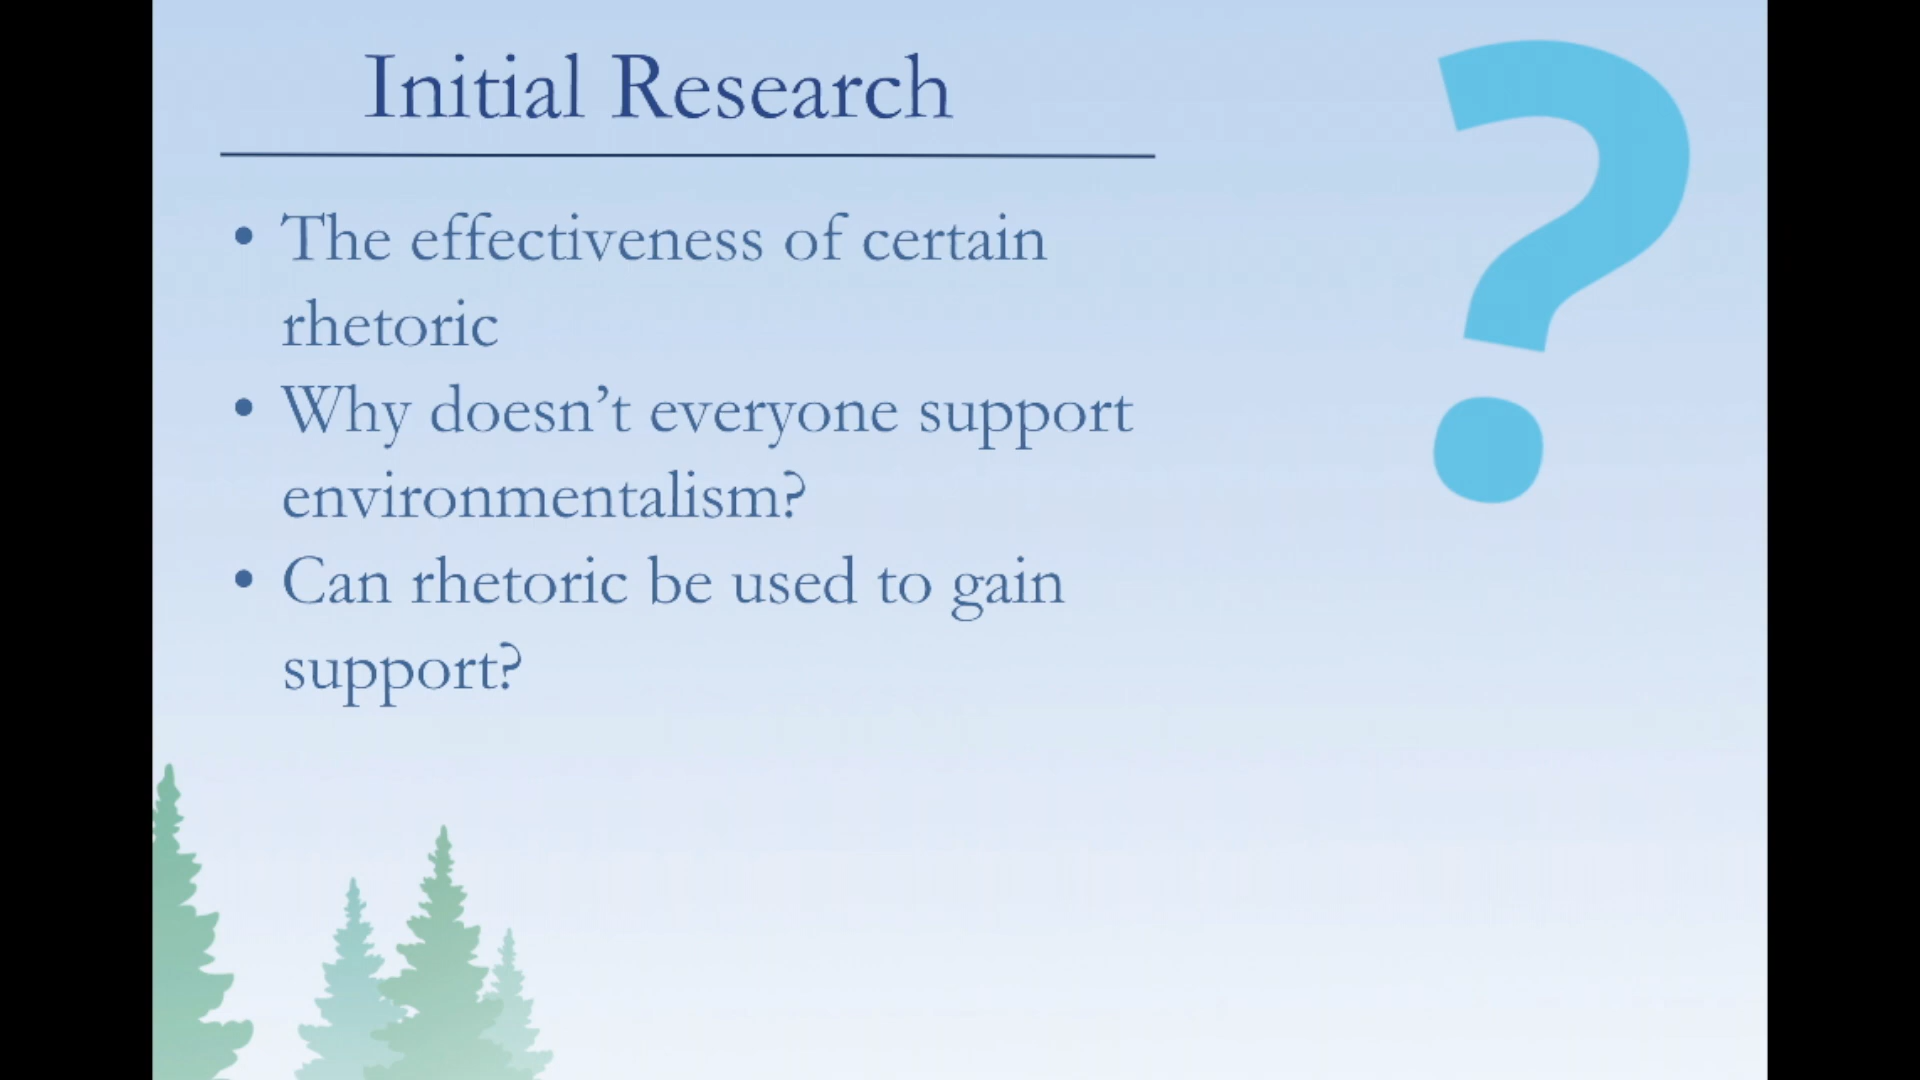 Initial Research
• The effectiveness of certain
rhetoric
• Why doesn’t everyone support
environmentalism?
• Can rhetoric be used to gain
support?
?